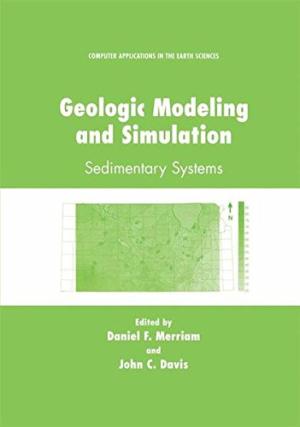 COMPUTER APPLICATIONS IN THE EARTH SCIENCES
Geologic Modeling
and Simulation
Sedimentary Systems
N
Edited by
Daniel F. Merriam
and
John C. Davis